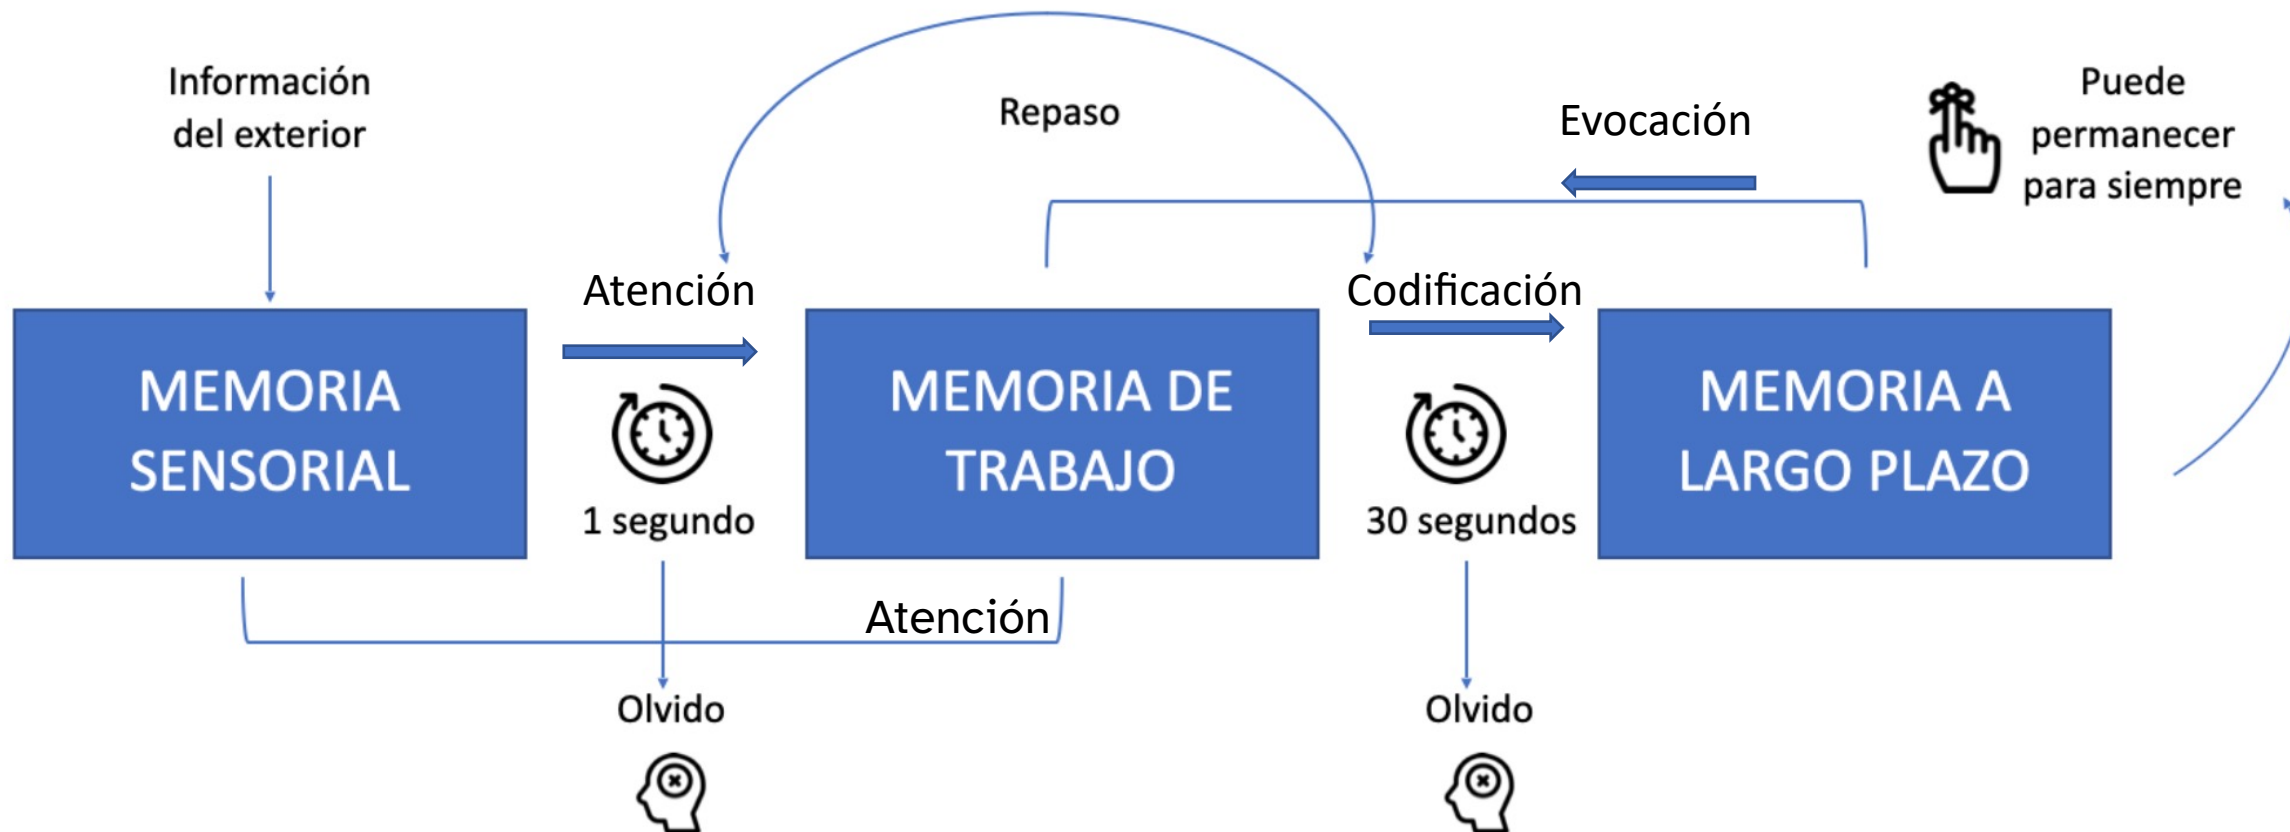 Información
del exterior
Repaso
Evocación
Puede
permanecer
para siempre
Atención
Codificación
MEMORIA
SENSORIAL
MEMORIA DE
TRABAJO
MEMORIA A
LARGO PLAZO
1 segundo
30 segundos
Atención
Olvido
Olvido